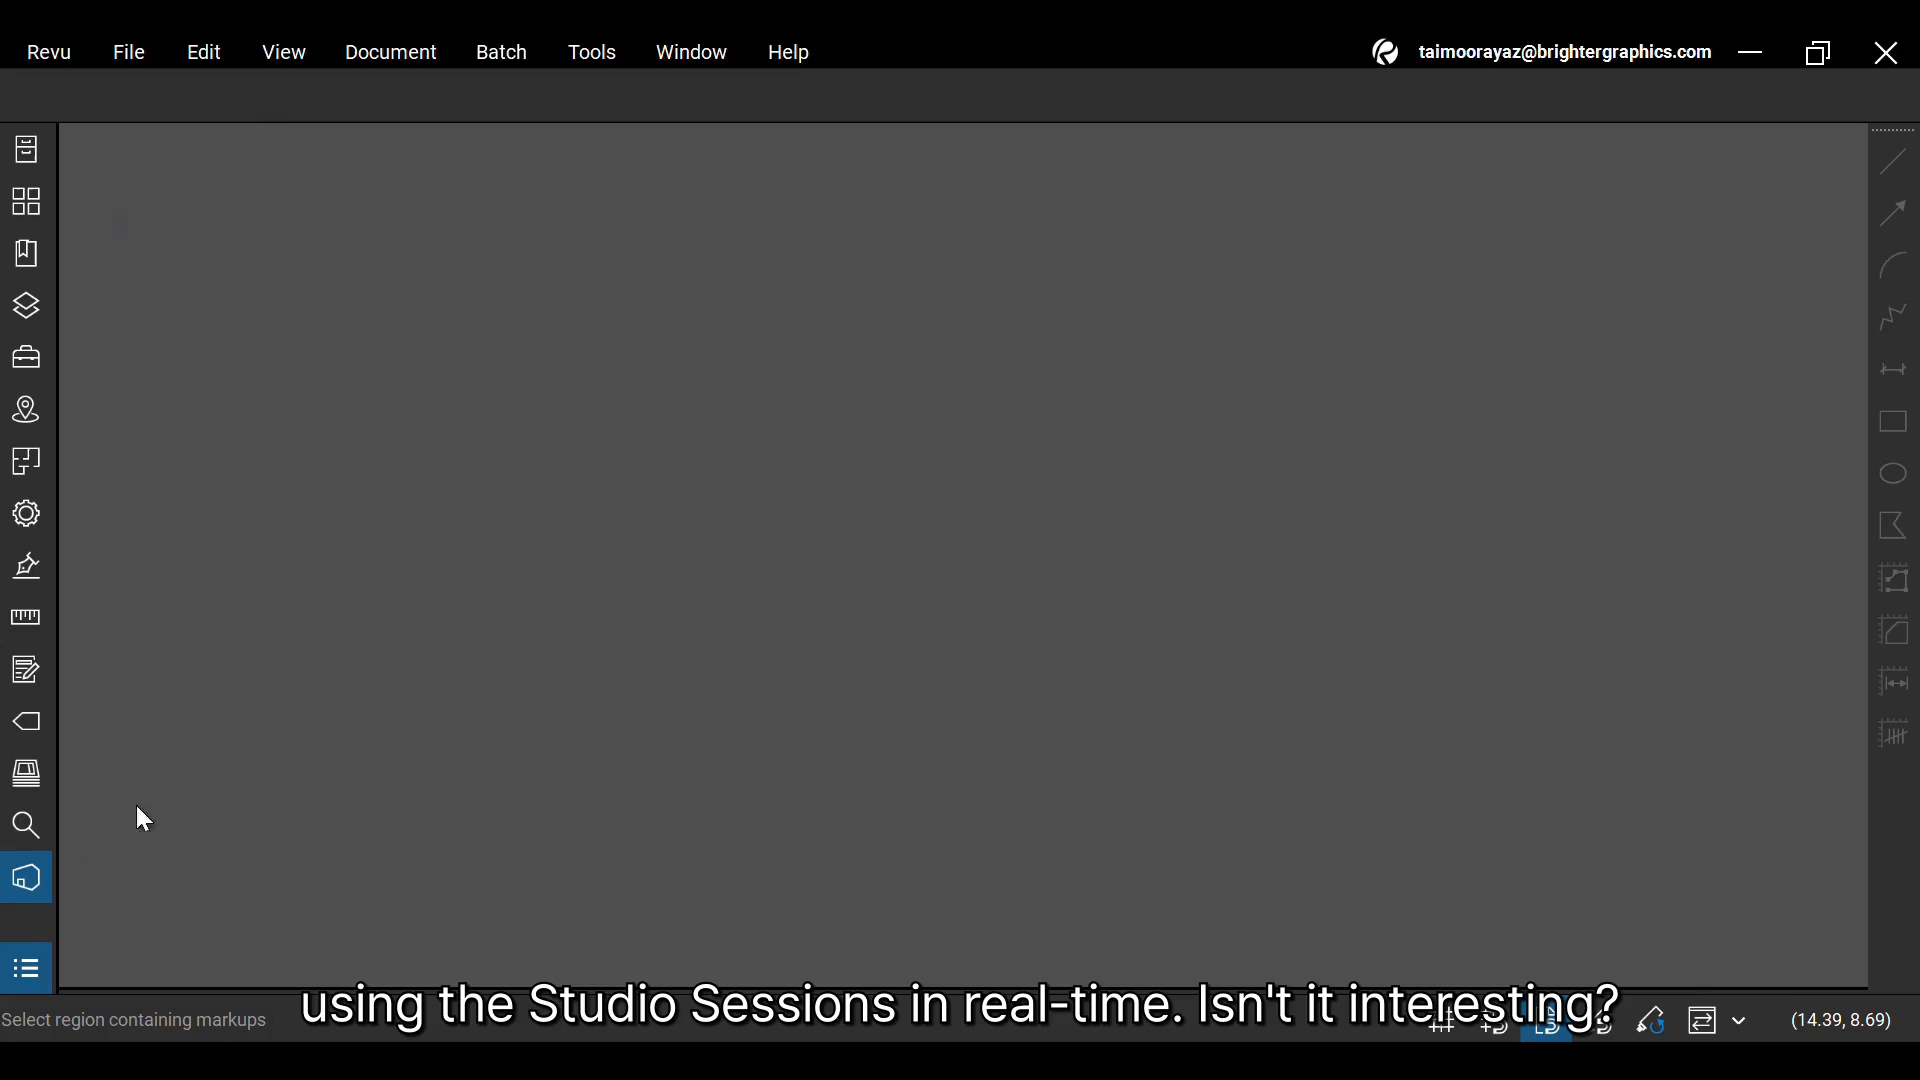 Revu File Edit View Document Batch Tools Window Help taimoorayaz@brightergraphics.com
using the Studio Sessions in real-time. Isn't it interesting?
Select region containing markups
(14.39, 8.69)